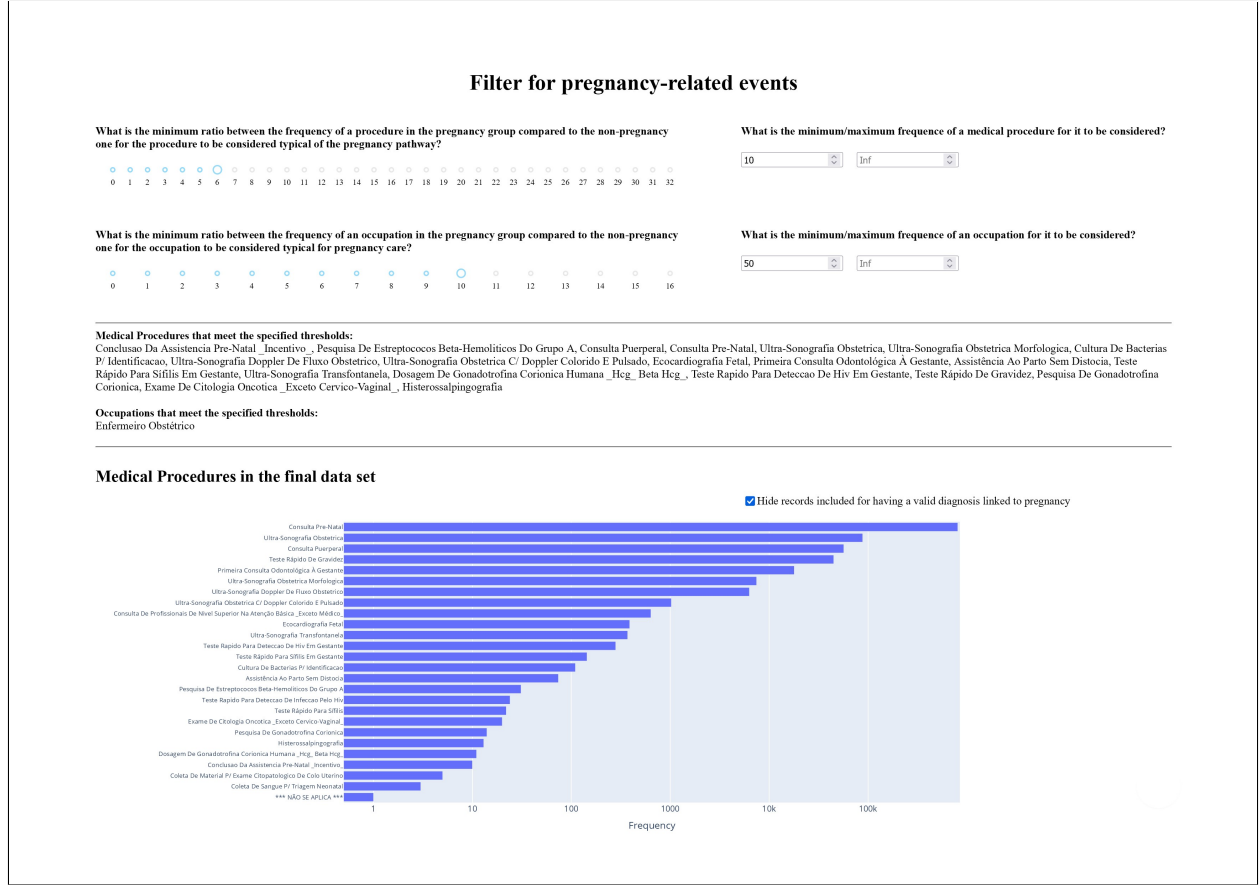 Filter for pregnancy-related events
What is the minimum ratio between the frequency of a procedure in the pregnancy group compared to the non-pregnancy
one for the procedure to be considered typical of the pregnancy pathway?
0 1 2 3 4 5 6 7 8 9 10 11 12 13 14 15 16 17 18 19 20 21 22 23 24 25 26 27 28 29 30 31 32
What is the minimum/maximum frequence of a medical procedure for it to be considered?
10 Inf
What is the minimum ratio between the frequency of an occupation in the pregnancy group compared to the non-pregnancy
one for the occupation to be considered typical for pregnancy care?
0 1 2 3 4 5 6 7 8 9 10 11 12 13 14 15 16
What is the minimum/maximum frequence of an occupation for it to be considered?
50 Inf
Medical Procedures that meet the specified thresholds:
Conclusao Da Assistencia Pre-Natal _Incentivo_, Pesquisa De Estreptococos Beta-Hemoliticos Do Grupo A, Consulta Puerperal, Consulta Pre-Natal, Ultra-Sonografia Obstetrica, Ultra-Sonografia Obstetrica Morfologica, Cultura De Bacterias
P/ Identificacao, Ultra-Sonografia Doppler De Fluxo Obstetrico, Ultra-Sonografia Obstetrica C/ Doppler Colorido E Pulsado, Ecocardiografia Fetal, Primeira Consulta Odontológica À Gestante, Assistência Ao Parto Sem Distocia, Teste
Rápido Para Sífilis Em Gestante, Ultra-Sonografia Transfontanela, Dosagem De Gonadotrofina Corionica Humana _Hcg_ Beta Hcg_, Teste Rapido Para Deteccao De Hiv Em Gestante, Teste Rápido De Gravidez, Pesquisa De Gonadotrofina
Corionica, Exame De Citologia Oncotica _Exceto Cervico-Vaginal_, Histerossalpingografia
Occupations that meet the specified thresholds:
Enfermeiro Obstétrico
Medical Procedures in the final data set
Hide records included for having a valid diagnosis linked to pregnancy
Consulta Pre-Natal
Ultra-Sonografia Obstetrica
Consulta Puerperal
Teste Rápido De Gravidez
Primeira Consulta Odontológica À Gestante
Ultra-Sonografia Obstetrica Morfologica
Ultra-Sonografia Doppler De Fluxo Obstetrico
Ultra-Sonografia Obstetrica C/ Doppler Colorido E Pulsado
Consulta De Profissionais De Nivel Superior Na Atenção Básica _Exceto Médico_
Ecocardiografia Fetal
Ultra-Sonografia Transfontanela
Teste Rapido Para Deteccao De Hiv Em Gestante
Teste Rápido Para Sífilis Em Gestante
Cultura De Bacterias P/ Identificacao
Assistência Ao Parto Sem Distocia
Pesquisa De Estreptococos Beta-Hemoliticos Do Grupo A
Teste Rapido Para Deteccao De Infeccao Pelo Hiv
Teste Rápido Para Sífilis
Exame De Citologia Oncotica _Exceto Cervico-Vaginal_
Pesquisa De Gonadotrofina Corionica
Histerossalpingografia
Dosagem De Gonadotrofina Corionica Humana _Hcg_ Beta Hcg_
Conclusao Da Assistencia Pre-Natal _Incentivo_
Coleta De Material P/ Exame Citopatologico De Colo Uterino
Coleta De Sangue P/ Triagem Neonatal
*** NÃO SE APLICA ***
1 10 100 1000 10k 100k
Frequency